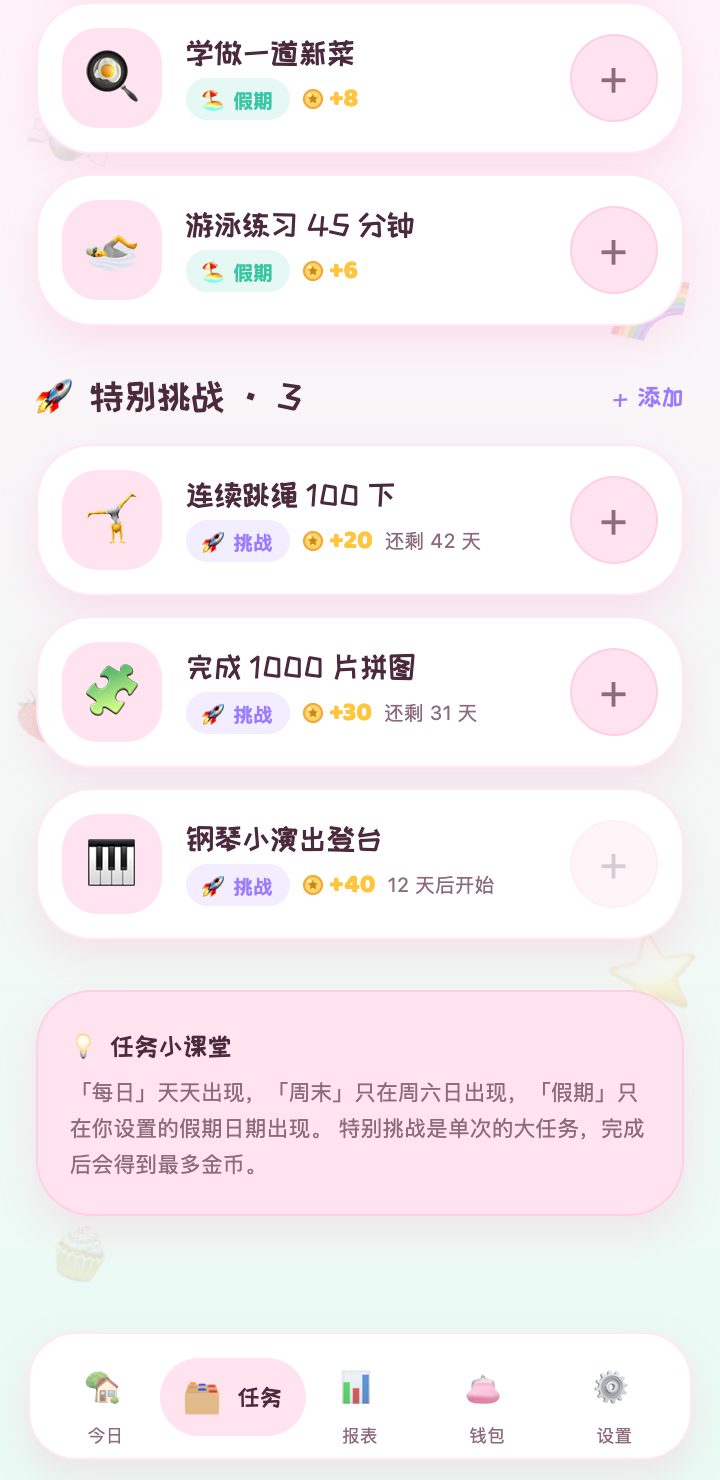 学做一道新菜
假期 +8
+
游泳练习 45 分钟
假期 +6
+
特别挑战 · 3
+ 添加
连续跳绳 100 下
挑战 +20 还剩 42 天
+
完成 1000 片拼图
挑战 +30 还剩 31 天
+
钢琴小演出登台
挑战 +40 12 天后开始
+
任务小课堂
「每日」天天出现，「周末」只在周六日出现，「假期」只
在你设置的假期日期出现。 特别挑战是单次的大任务，完成
后会得到最多金币。
今日
任务
报表
钱包
设置